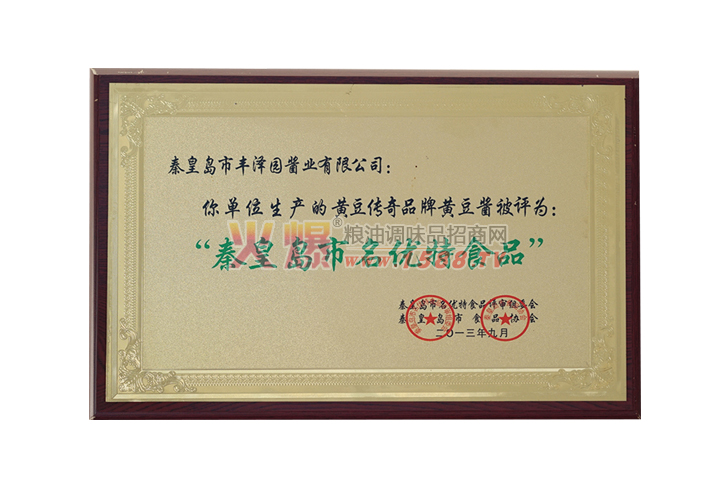 秦皇岛市丰泽园酱业有限公司：
你单位生产的黄豆传奇品牌黄豆酱被评为：
“秦皇岛市名优特食品”
火爆®粮油调味品招商网
秦皇岛市名优特食品评审组委会
秦皇岛市食品协会
二〇一三年九月